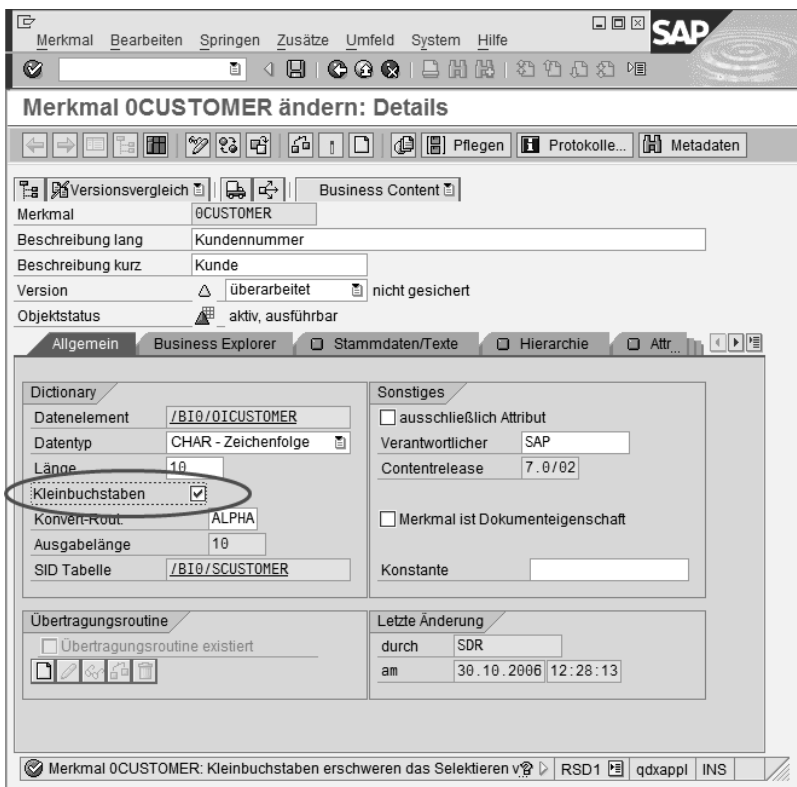 Merkmal Bearbeiten Springen Zusätze Umfeld System Hilfe
SAP
Merkmal 0CUSTOMER ändern: Details
Pflegen Protokolle... Metadaten
Versionsvergleich Business Content
Merkmal 0CUSTOMER
Beschreibung lang Kundennummer
Beschreibung kurz Kunde
Version überarbeitet nicht gesichert
Objektstatus aktiv, ausführbar
Allgemein Business Explorer Stammdaten/Texte Hierarchie Attr...
Dictionary
Datenelement /BI0/OICUSTOMER
Datentyp CHAR - Zeichenfolge
Länge 10
Kleinbuchstaben
Konvert-Rout. ALPHA
Ausgabelänge 10
SID Tabelle /BI0/SCUSTOMER
Sonstiges
ausschließlich Attribut
Verantwortlicher SAP
Contentrelease 7.0/02
Merkmal ist Dokumenteigenschaft
Konstante
Übertragungsroutine
Übertragungsroutine existiert
Letzte Änderung
durch SDR
am 30.10.2006 12:28:13
Merkmal 0CUSTOMER: Kleinbuchstaben erschweren das Selektieren v RSD1 qdxappl INS